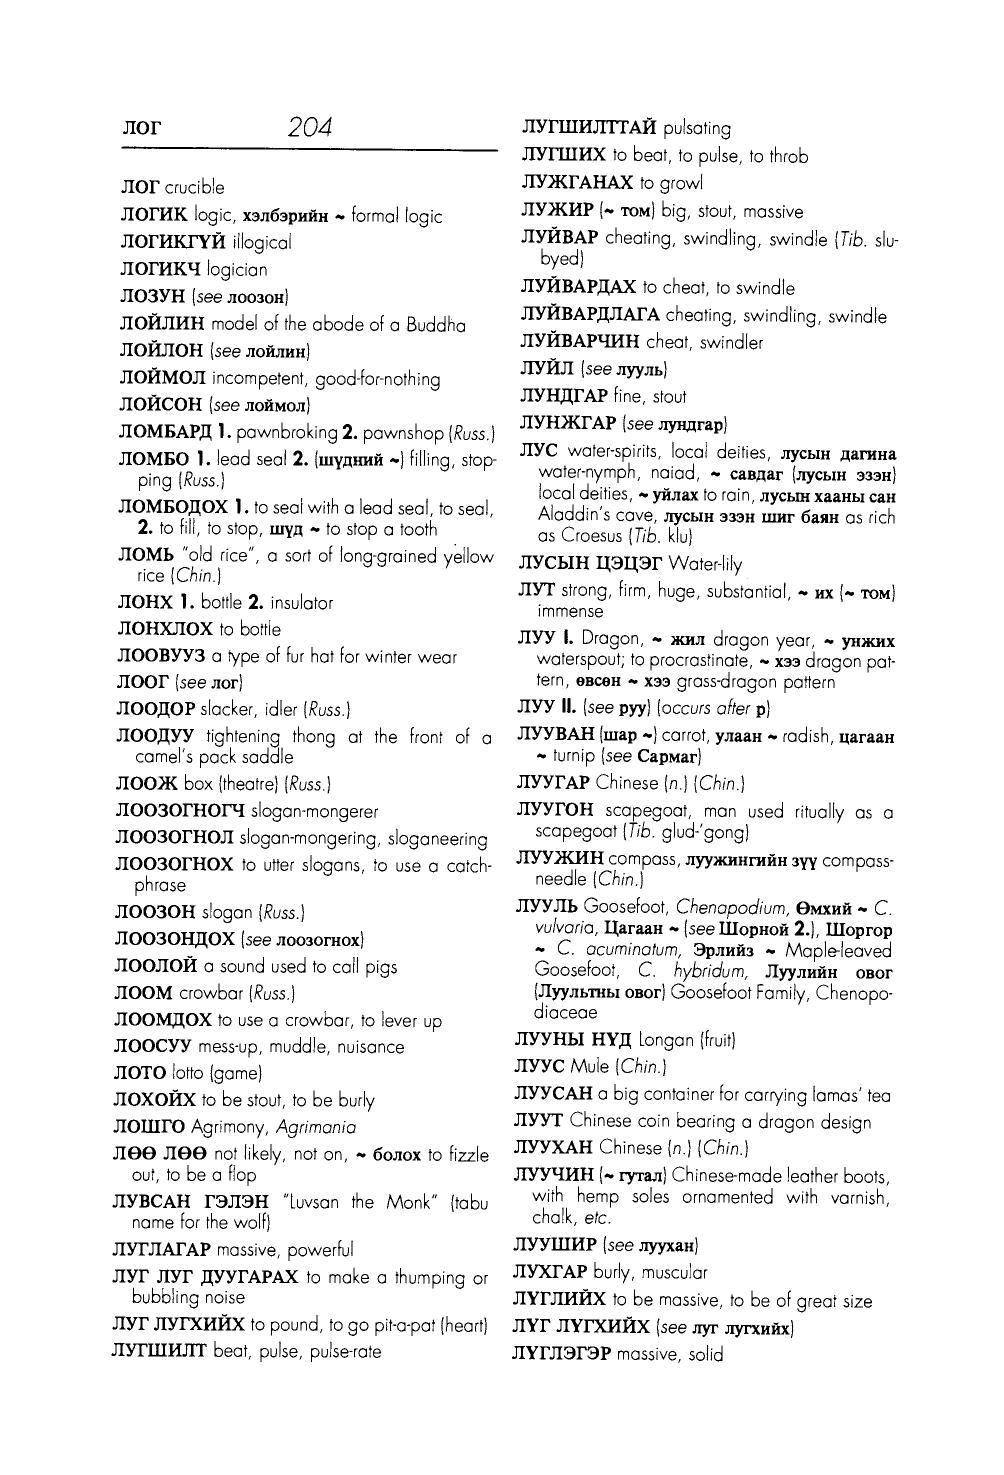 ЛОГ 204
ЛОГ crucible
ЛОГИК logic, хэлбэрийн ~ formal logic
ЛОГИКГҮЙ illogical
ЛОГИКЧ logician
ЛОЗУН (see лоозон)
ЛОЙЛИН model of the abode of a Buddha
ЛОЙЛОН (see лойлин)
ЛОЙМОЛ incompetent, good-for-nothing
ЛОЙСОН (see лоймол)
ЛОМБАРД 1. pawnbroking 2. pawnshop (Russ.)
ЛОМБО 1. lead seal 2. (шүдний ~) filling, stop-
ping (Russ.)
ЛОМБОДОХ 1. to seal with a lead seal, to seal,
2. to fill, to stop, шүд ~ to stop a tooth
ЛОМЬ "old rice", a sort of long-grained yellow
rice (Chin.)
ЛОНХ 1. bottle 2. insulator
ЛОНХЛОХ to bottle
ЛООВУУЗ a type of fur hat for winter wear
ЛООГ (see лог)
ЛООДОР slacker, idler (Russ.)
ЛООДУУ tightening thong at the front of a
camel's pack saddle
ЛООЖ box (theatre) (Russ.)
ЛООЗОГНОГЧ slogan-mongerer
ЛООЗОГНОЛ slogan-mongering, sloganeering
ЛООЗОГНОХ to utter slogans, to use a catch-
phrase
ЛООЗОН slogan (Russ.)
ЛООЗОНДОХ (see лоозогнох)
ЛООЛОЙ a sound used to call pigs
ЛООМ crowbar (Russ.)
ЛООМДОХ to use a crowbar, to lever up
ЛООСУУ mess-up, muddle, nuisance
ЛОТО lotto (game)
ЛОХОЙХ to be stout, to be burly
ЛОШГО Agrimony, Agrimania
ЛӨӨ ЛӨӨ not likely, not on, ~ болох to fizzle
out, to be a flop
ЛУВСАН ГЭЛЭН "Luvsan the Monk" (tabu
name for the wolf)
ЛУГЛАГАР massive, powerful
ЛУГ ЛУГ ДУУГАРАХ to make a thumping or
bubbling noise
ЛУГ ЛУГХИЙХ to pound, to go pit-a-pat (heart)
ЛУГШИЛТ beat, pulse, pulse-rate
ЛУГШИЛТТАЙ pulsating
ЛУГШИХ to beat, to pulse, to throb
ЛУЖГАНАХ to growl
ЛУЖИР (~ том) big, stout, massive
ЛУЙВАР cheating, swindling, swindle (Tib. slu-
byed)
ЛУЙВАРДАХ to cheat, to swindle
ЛУЙВАРДЛАГА cheating, swindling, swindle
ЛУЙВАРЧИН cheat, swindler
ЛУЙЛ (see лууль)
ЛУНДГАР fine, stout
ЛУНЖГАР (see лундгар)
ЛУС water-spirits, local deities, лусын дагина
water-nymph, naiad, ~ савдаг (лусын эзэн)
local deities, ~ уйлах to rain, лусын хааны сан
Aladdin's cave, лусын эзэн шиг баян as rich
as Croesus (Tib. klu)
ЛУСЫН ЦЭЦЭГ Water-lily
ЛУТ strong, firm, huge, substantial, ~ их (~ том)
immense
ЛУУ I. Dragon, ~ жил dragon year, ~ унжих
waterspout; to procrastinate, ~ хээ dragon pat-
tern, өвсөн ~ хээ grass-dragon pattern
ЛУУ II. (see руу) (occurs after р)
ЛУУВАН (шар ~) carrot, улаан ~ radish, цагаан
~ turnip (see Сармаг)
ЛУУГАР Chinese (n.) (Chin.)
ЛУУГОН scapegoat, man used ritually as a
scapegoat (Tib. glud-'gong)
ЛУУЖИН compass, луужингийн зүү compass-
needle (Chin.)
ЛУУЛЬ Goosefoot, Chenopodium, Өмхий ~ C.
vulvaria, Цагаан ~ (see Шорной 2.), Шоргор
~ C. acuminatum, Эрлийз ~ Maple-leaved
Goosefoot, C. hybridum, Луулийн овог
(Луультны овог) Goosefoot Family, Chenopo-
diaceae
ЛУУНЫ НҮД Longan (fruit)
ЛУУС Mule (Chin.)
ЛУУСАН a big container for carrying lamas' tea
ЛУУТ Chinese coin bearing a dragon design
ЛУУХАН Chinese (n.) (Chin.)
ЛУУЧИН (~ гутал) Chinese-made leather boots,
with hemp soles ornamented with varnish,
chalk, etc.
ЛУУШИР (see луухан)
ЛУХГАР burly, muscular
ЛҮГЛИЙХ to be massive, to be of great size
ЛҮГ ЛҮГХИЙХ (see луг лугхийх)
ЛҮГЛЭГЭР massive, solid